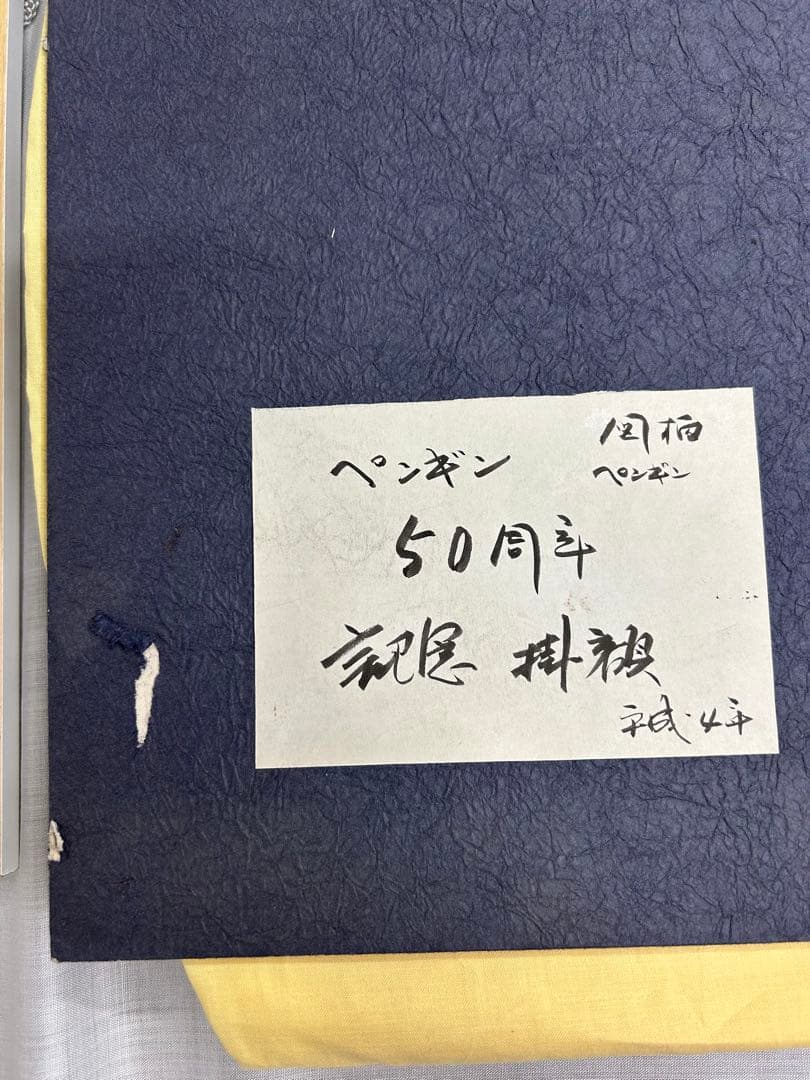 図柄
ペンギン
ペンギン
50周年
記念 掛額
平成4年